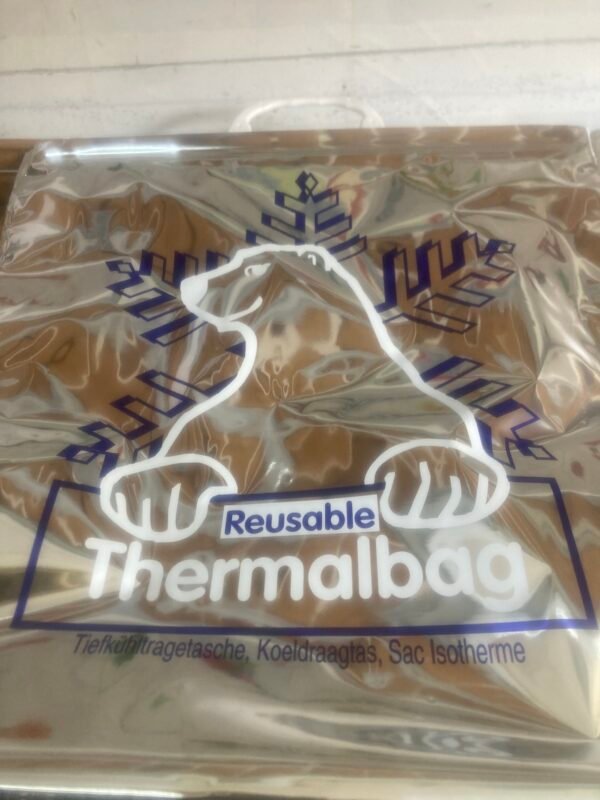 Reusable
Thermalbag
Tiefkühltragetasche, Koeldraagtas, Sac Isotherme